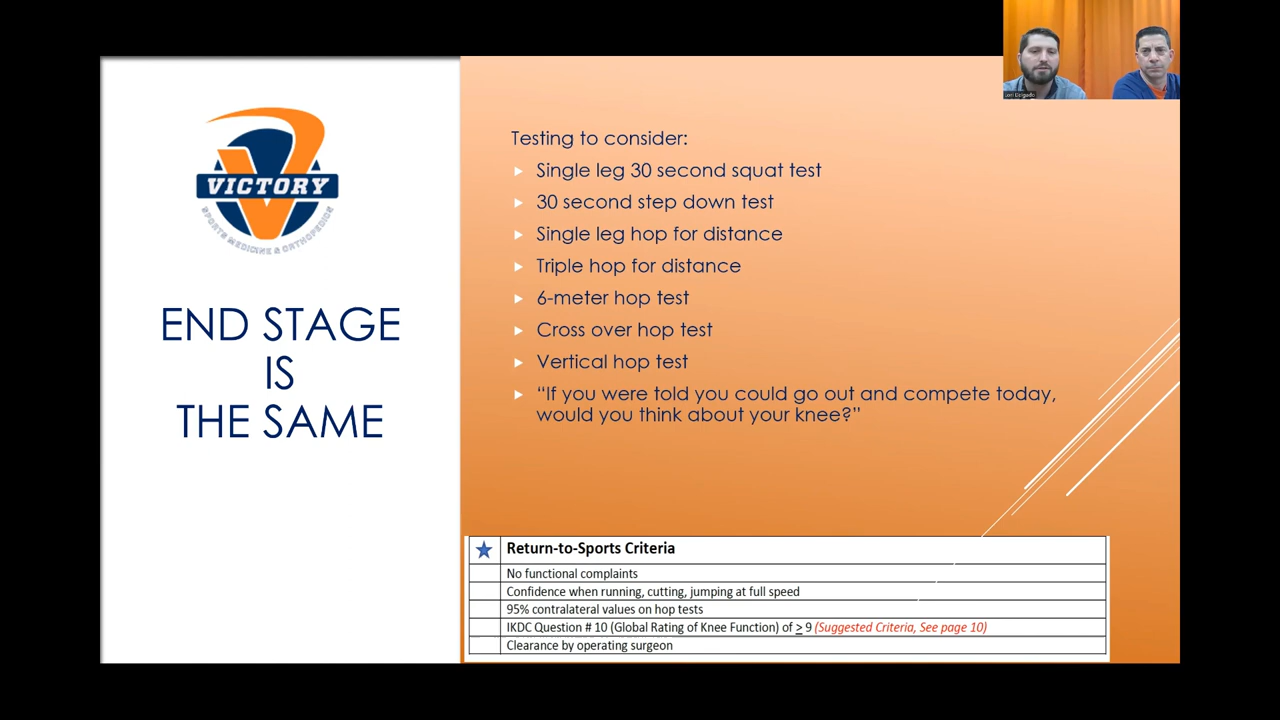 VICTORY
SPORTS MEDICINE & ORTHOPEDICS
END STAGE
IS
THE SAME
Testing to consider:
Single leg 30 second squat test
30 second step down test
Single leg hop for distance
Triple hop for distance
6-meter hop test
Cross over hop test
Vertical hop test
“If you were told you could go out and compete today,
would you think about your knee?”
Return-to-Sports Criteria
No functional complaints
Confidence when running, cutting, jumping at full speed
95% contralateral values on hop tests
IKDC Question # 10 (Global Rating of Knee Function) of > 9 (Suggested Criteria, See page 10)
Clearance by operating surgeon